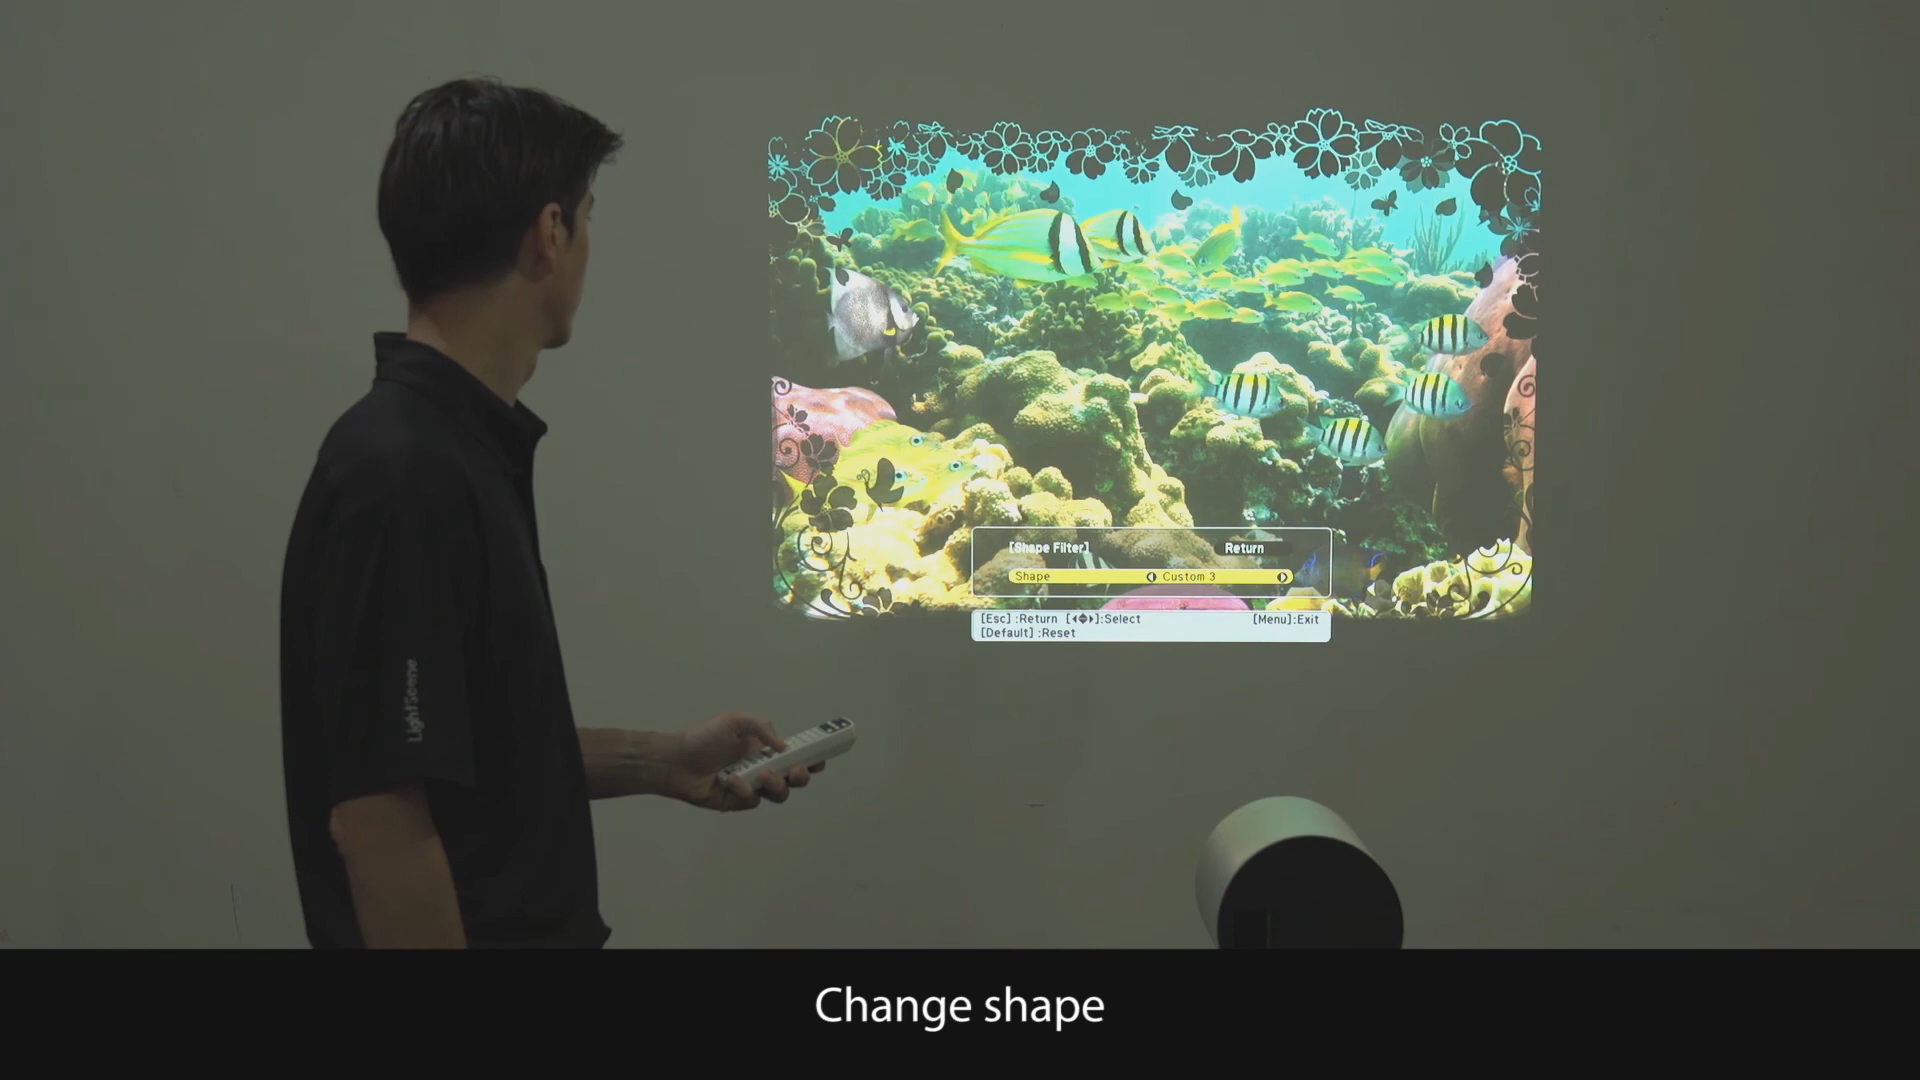 [Shape Filter] Return
Shape Custom 3
[Esc] :Return [◀◆▶]:Select [Menu]:Exit
[Default] :Reset
LightScene
Change shape